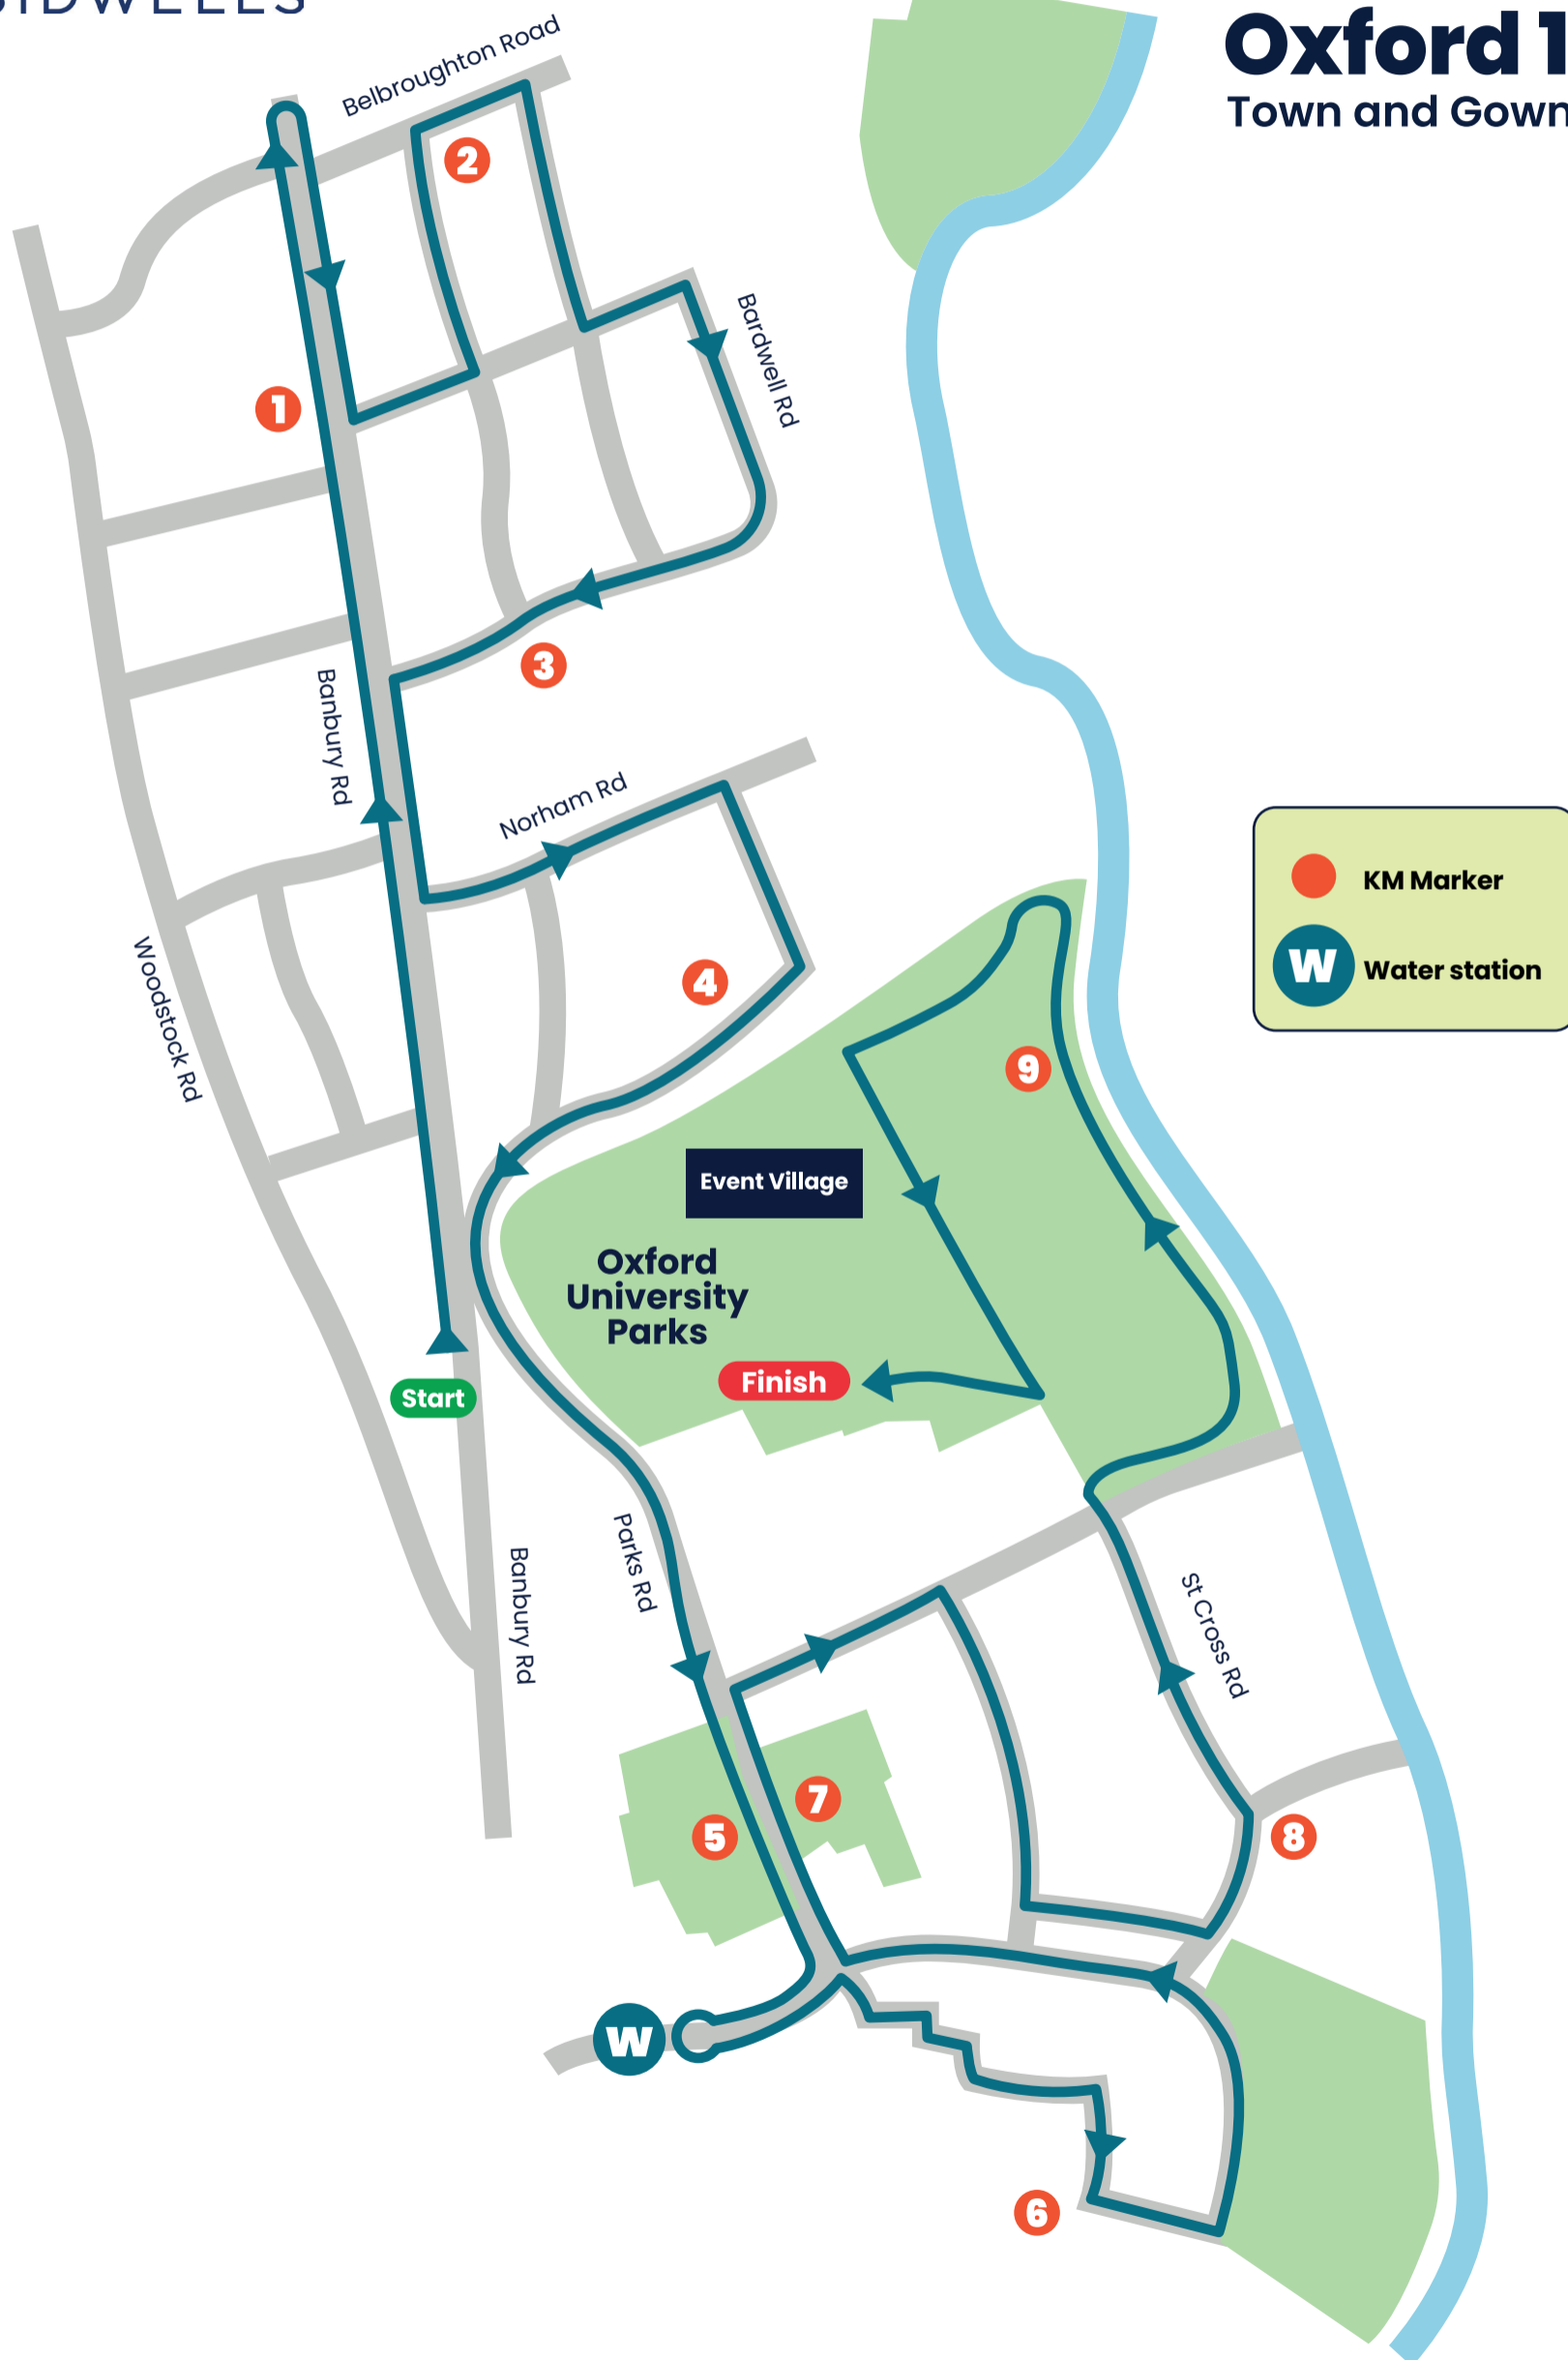 Oxford 1
Town and Gown
Belbroughton Road
2
Bardwell Rd
1
3
Banbury Rd
Norham Rd
KM Marker
W Water station
Woodstock Rd
4
9
Event Village
Oxford
University
Parks
Finish
Start
Parks Rd
Banbury Rd
St Cross Rd
7
5
8
W
6